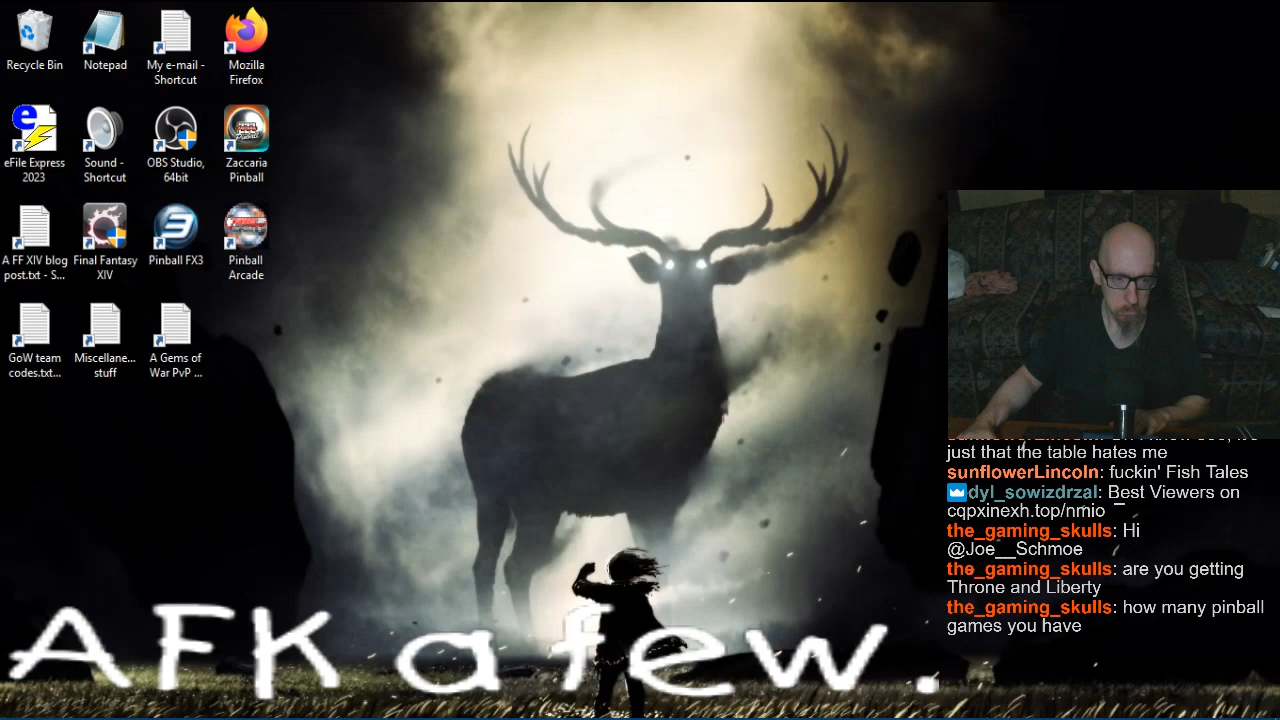 Recycle Bin
Notepad
My e-mail - Shortcut
Mozilla Firefox
eFile Express 2023
Sound - Shortcut
OBS Studio, 64bit
Zaccaria Pinball
A FF XIV blog post.txt - S...
Final Fantasy XIV
Pinball FX3
Pinball Arcade
GoW team codes.txt...
Miscellane... stuff
A Gems of War PvP ...
AFK a few.
just that the table hates me
sunflowerLincoln: fuckin' Fish Tales
dyl_sowizdrzal: Best Viewers on
cqpxinexh.top/nmio
the_gaming_skulls: Hi
@Joe__Schmoe
the_gaming_skulls: are you getting
Throne and Liberty
the_gaming_skulls: how many pinball
games you have